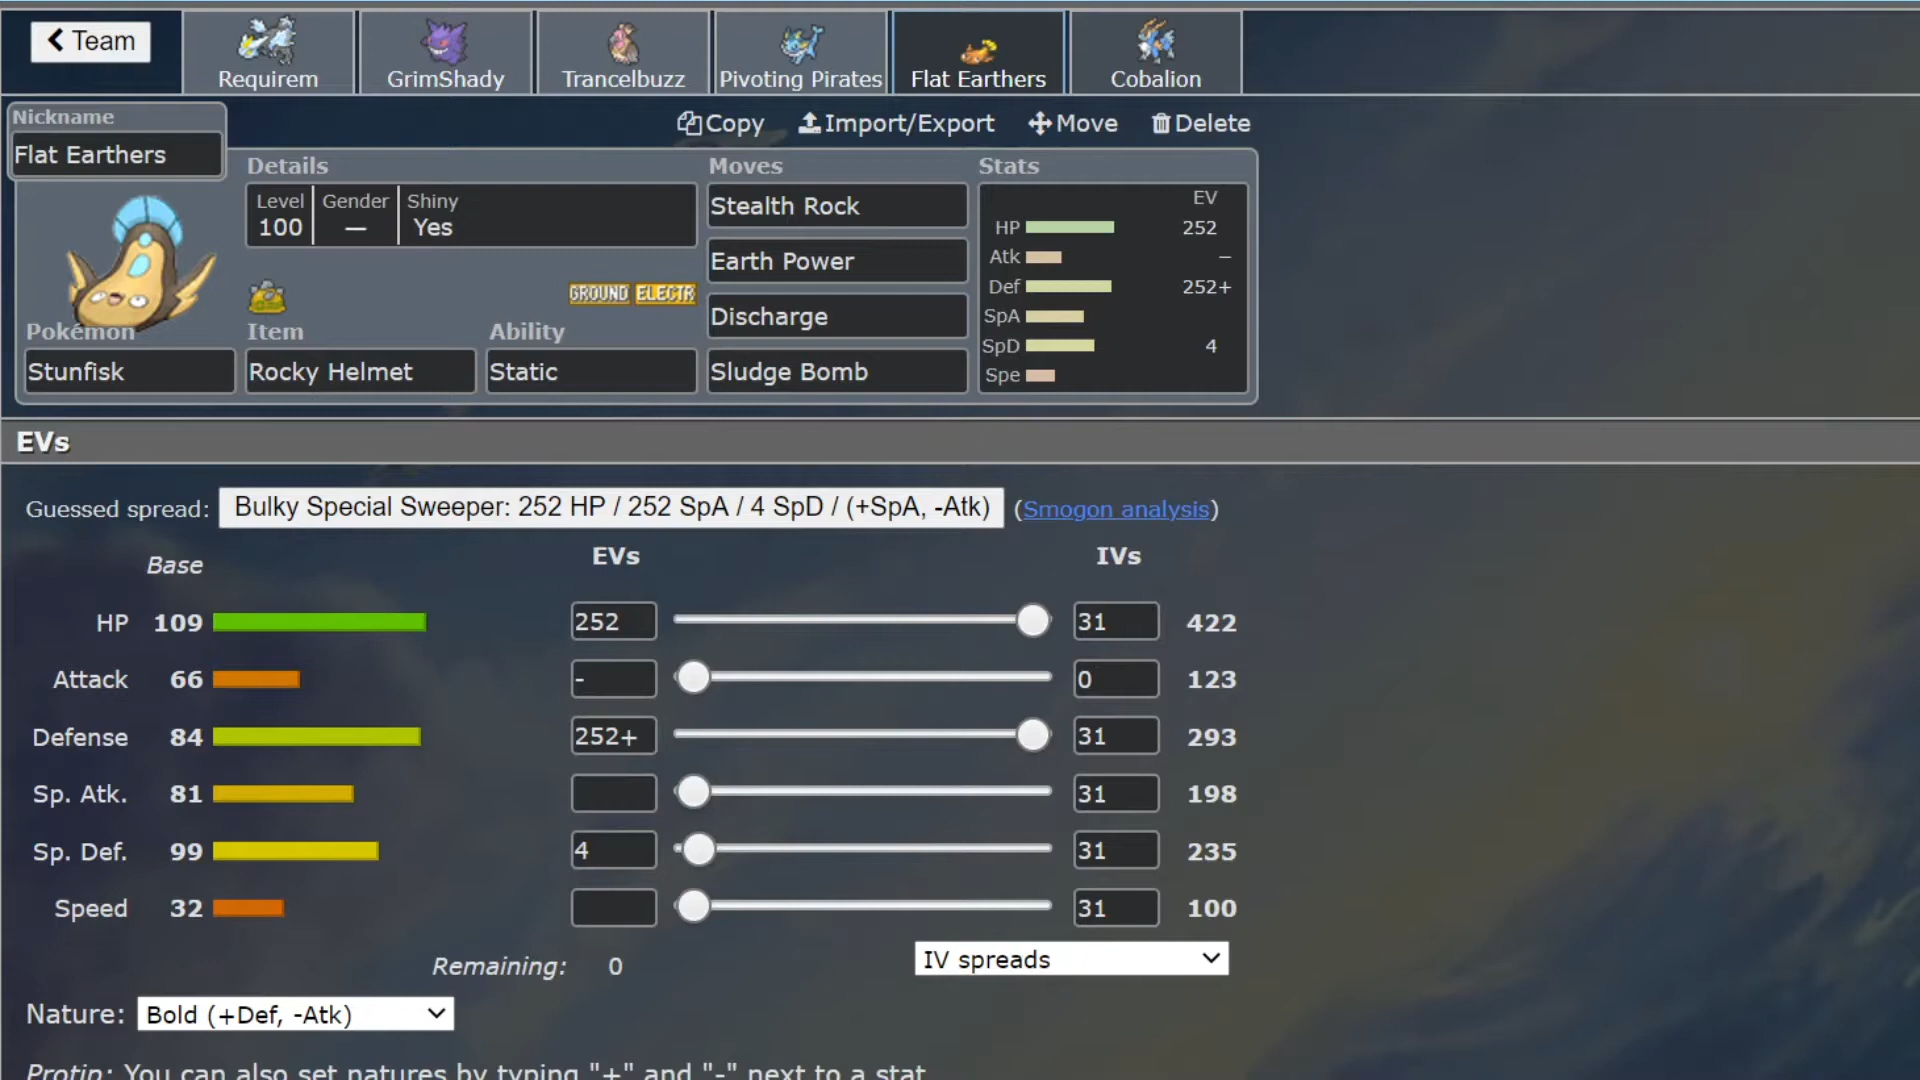 Team
Requirem
GrimShady
Trancelbuzz
Pivoting Pirates
Flat Earthers
Cobalion
Copy Import/Export Move Delete
Nickname
Flat Earthers
Details
Level Gender Shiny
100 — Yes
GROUND ELECTR
Pokémon Item Ability
Stunfisk Rocky Helmet Static
Moves
Stealth Rock
Earth Power
Discharge
Sludge Bomb
Stats
EV
HP 252
Atk –
Def 252+
SpA
SpD 4
Spe
EVs
Guessed spread: Bulky Special Sweeper: 252 HP / 252 SpA / 4 SpD / (+SpA, -Atk) (Smogon analysis)
Base EVs IVs
HP 109 252 31 422
Attack 66 - 0 123
Defense 84 252+ 31 293
Sp. Atk. 81 31 198
Sp. Def. 99 4 31 235
Speed 32 31 100
Remaining: 0 IV spreads
Nature: Bold (+Def, -Atk)
Protip: You can also set natures by typing "+" and "-" next to a stat.